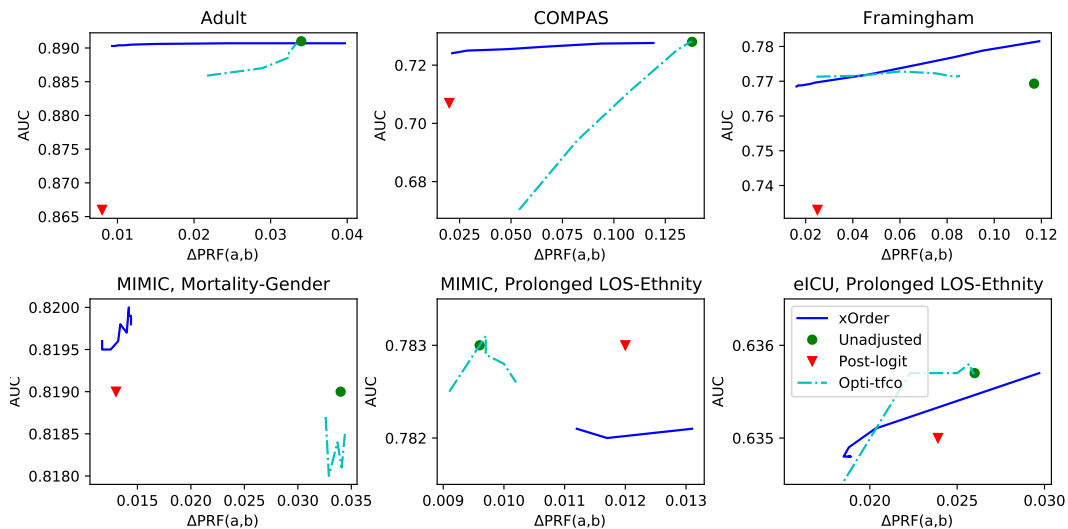 Adult
COMPAS
Framingham
0.890
0.885
0.880
0.875
0.870
0.865
AUC
0.01
0.02
0.03
0.04
ΔPRF(a,b)
0.72
0.70
0.68
AUC
0.025
0.050
0.075
0.100
0.125
ΔPRF(a,b)
0.78
0.77
0.76
0.75
0.74
0.73
AUC
0.02
0.04
0.06
0.08
0.10
0.12
ΔPRF(a,b)
MIMIC, Mortality-Gender
MIMIC, Prolonged LOS-Ethnity
eICU, Prolonged LOS-Ethnity
0.8200
0.8195
0.8190
0.8185
0.8180
AUC
0.015
0.020
0.025
0.030
0.035
ΔPRF(a,b)
0.783
0.782
AUC
0.009
0.010
0.011
0.012
0.013
ΔPRF(a,b)
0.636
0.635
AUC
xOrder
Unadjusted
Post-logit
Opti-tfco
0.020
0.025
0.030
ΔPRF(a,b)